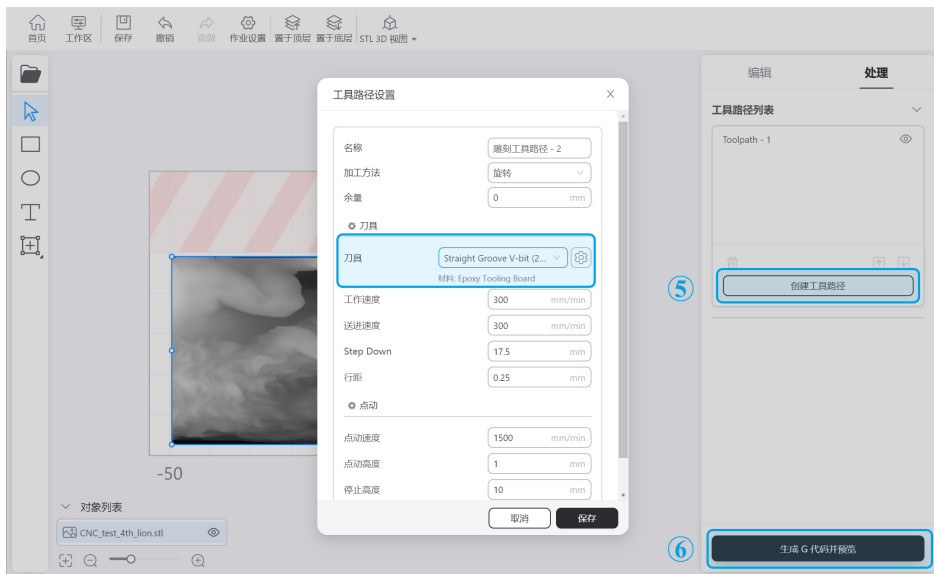 首页
工作区
保存
撤销
重做
作业设置
置于顶层
置于底层
STL 3D 视图
编辑
处理
工具路径列表
Toolpath - 1
⑤
创建工具路径
⑥
生成 G 代码并预览
-50
对象列表
CNC_test_4th_lion.stl
工具路径设置
名称
雕刻工具路径 - 2
加工方法
旋转
余量
0 mm
刀具
刀具
Straight Groove V-bit (2...
材料: Epoxy Tooling Board
工作速度
300 mm/min
送进速度
300 mm/min
Step Down
17.5 mm
行距
0.25 mm
点动
点动速度
1500 mm/min
点动高度
1 mm
停止高度
10 mm
取消
保存